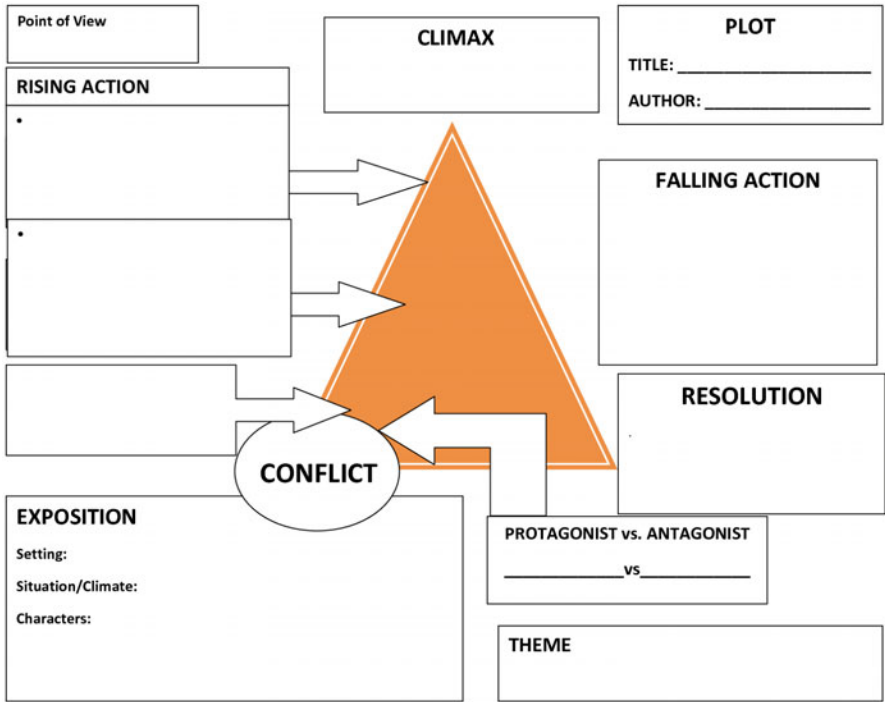 Point of View
CLIMAX
PLOT
TITLE: ______________________
AUTHOR: ___________________
RISING ACTION
•
•
FALLING ACTION
RESOLUTION
.
CONFLICT
EXPOSITION
Setting:
Situation/Climate:
Characters:
PROTAGONIST vs. ANTAGONIST
______________vs_____________
THEME